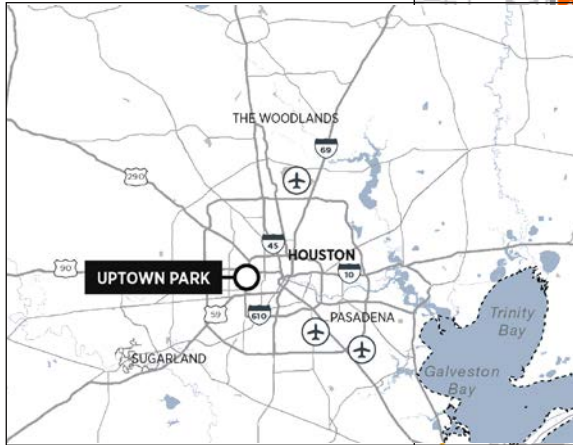 THE WOODLANDS
69
290
45
HOUSTON
90
UPTOWN PARK
10
59
610
PASADENA
Trinity
Bay
SUGARLAND
Galveston
Bay